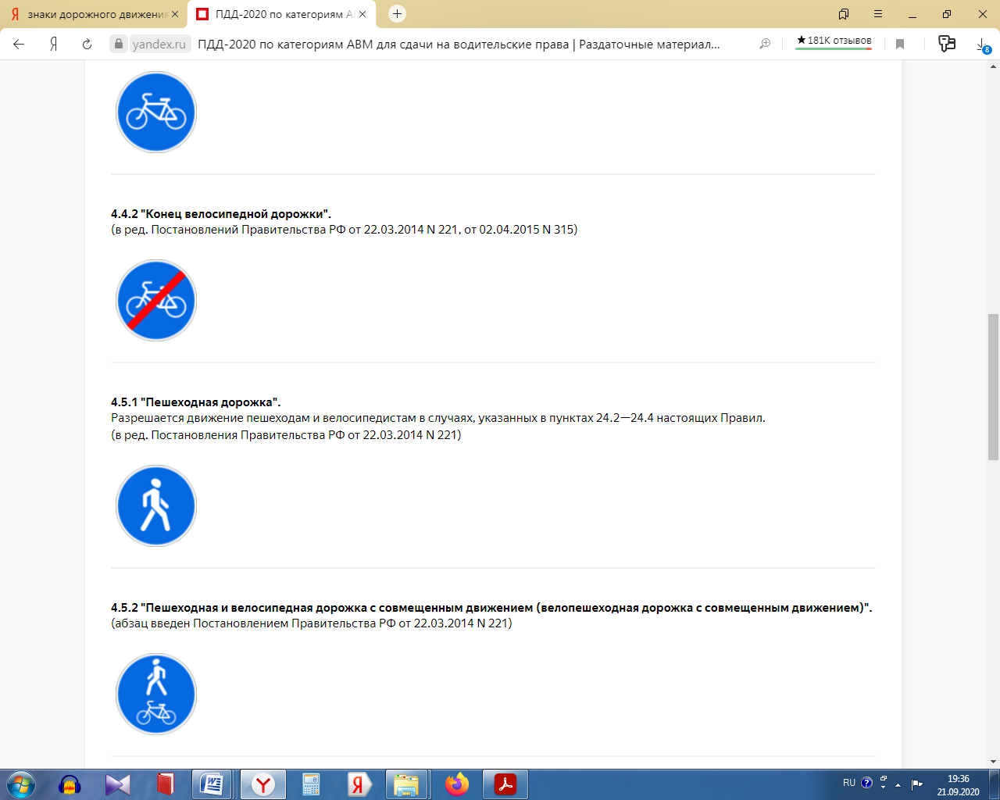 знаки дорожного движения
ПДД-2020 по категориям А
yandex.ru
ПДД-2020 по категориям АВМ для сдачи на водительские права | Раздаточные материал...
★181K отзывов
8
4.4.2 "Конец велосипедной дорожки".
(в ред. Постановлений Правительства РФ от 22.03.2014 N 221, от 02.04.2015 N 315)
4.5.1 "Пешеходная дорожка".
Разрешается движение пешеходам и велосипедистам в случаях, указанных в пунктах 24.2—24.4 настоящих Правил.
(в ред. Постановления Правительства РФ от 22.03.2014 N 221)
4.5.2 "Пешеходная и велосипедная дорожка с совмещенным движением (велопешеходная дорожка с совмещенным движением)".
(абзац введен Постановлением Правительства РФ от 22.03.2014 N 221)
RU
19:36
21.09.2020